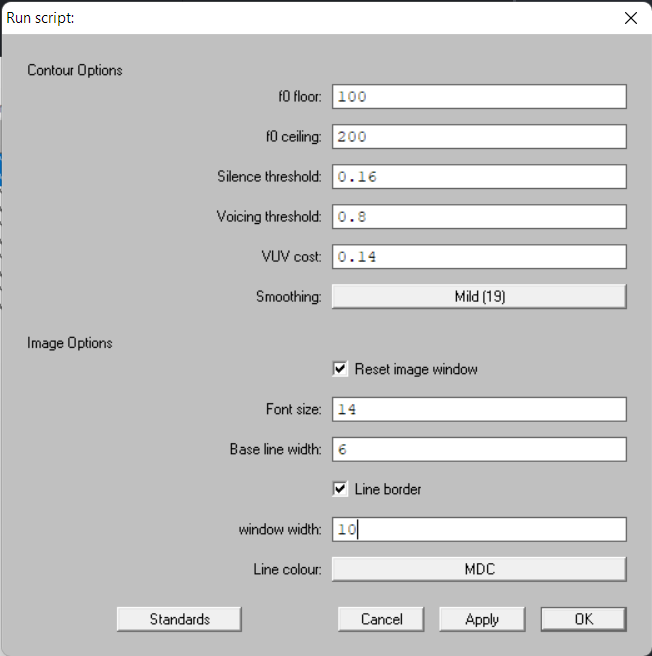 Run script:
Contour Options
f0 floor: 100
f0 ceiling: 200
Silence threshold: 0.16
Voicing threshold: 0.8
VUV cost: 0.14
Smoothing: Mild (19)
Image Options
Reset image window
Font size: 14
Base line width: 6
Line border
window width: 10
Line colour: MDC
Standards Cancel Apply OK